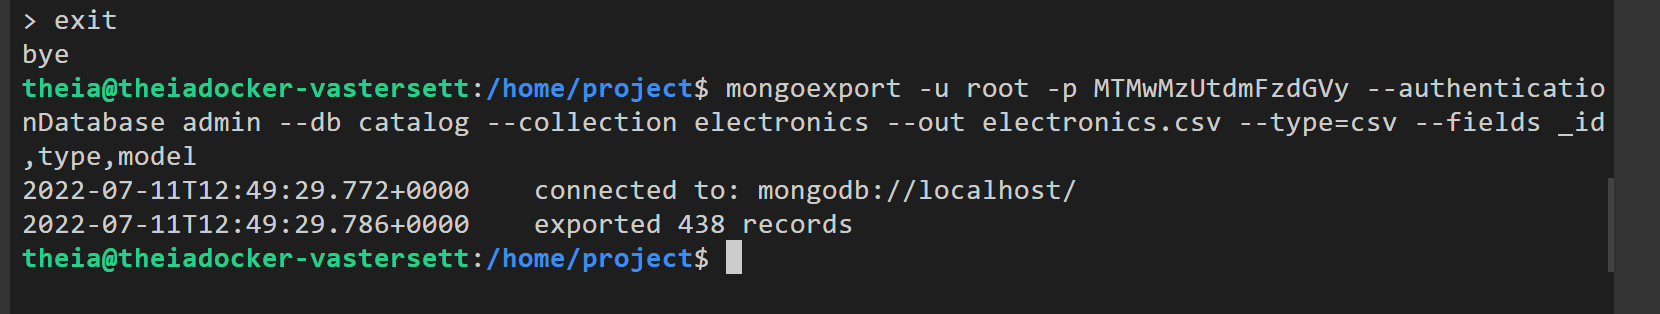 > exit
bye
theia@theiadocker-vastersett:/home/project$ mongoexport -u root -p MTMwMzUtdmFzdGVy --authenticatio
nDatabase admin --db catalog --collection electronics --out electronics.csv --type=csv --fields _id
,type,model
2022-07-11T12:49:29.772+0000    connected to: mongodb://localhost/
2022-07-11T12:49:29.786+0000    exported 438 records
theia@theiadocker-vastersett:/home/project$